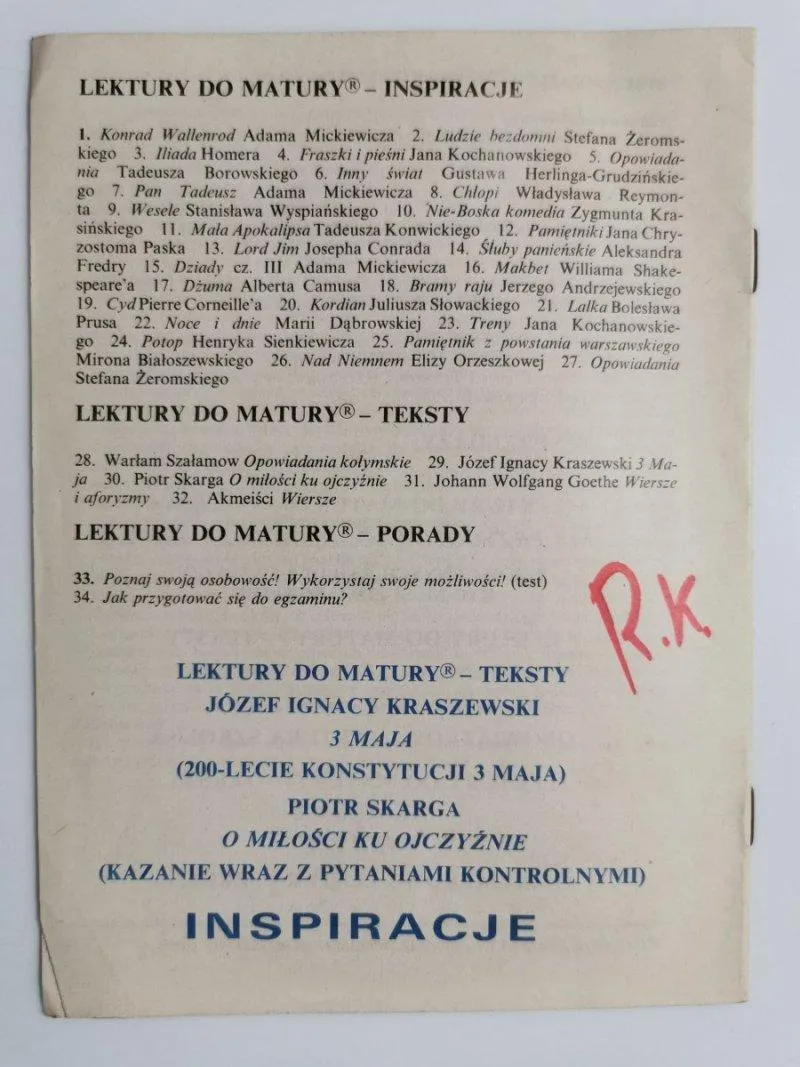 LEKTURY DO MATURY® – INSPIRACJE
1. Konrad Wallenrod Adama Mickiewicza 2. Ludzie bezdomni Stefana Żeroms-
kiego 3. Iliada Homera 4. Fraszki i pieśni Jana Kochanowskiego 5. Opowiada-
nia Tadeusza Borowskiego 6. Inny świat Gustawa Herlinga-Grudzińskie-
go 7. Pan Tadeusz Adama Mickiewicza 8. Chłopi Władysława Reymon-
ta 9. Wesele Stanisława Wyspiańskiego 10. Nie-Boska komedia Zygmunta Kra-
sińskiego 11. Mała Apokalipsa Tadeusza Konwickiego 12. Pamiętniki Jana Chry-
zostoma Paska 13. Lord Jim Josepha Conrada 14. Śluby panieńskie Aleksandra
Fredry 15. Dziady cz. III Adama Mickiewicza 16. Makbet Williama Shake-
speare'a 17. Dżuma Alberta Camusa 18. Bramy raju Jerzego Andrzejewskiego
19. Cyd Pierre Corneille'a 20. Kordian Juliusza Słowackiego 21. Lalka Bolesława
Prusa 22. Noce i dnie Marii Dąbrowskiej 23. Treny Jana Kochanowskie-
go 24. Potop Henryka Sienkiewicza 25. Pamiętnik z powstania warszawskiego
Mirona Białoszewskiego 26. Nad Niemnem Elizy Orzeszkowej 27. Opowiadania
Stefana Żeromskiego
LEKTURY DO MATURY® – TEKSTY
28. Warłam Szałamow Opowiadania kołymskie 29. Józef Ignacy Kraszewski 3 Ma-
ja 30. Piotr Skarga O miłości ku ojczyźnie 31. Johann Wolfgang Goethe Wiersze
i aforyzmy 32. Akmeiści Wiersze
LEKTURY DO MATURY® – PORADY
33. Poznaj swoją osobowość! Wykorzystaj swoje możliwości! (test)
34. Jak przygotować się do egzaminu?
R.K.
LEKTURY DO MATURY® – TEKSTY
JÓZEF IGNACY KRASZEWSKI
3 MAJA
(200-LECIE KONSTYTUCJI 3 MAJA)
PIOTR SKARGA
O MIŁOŚCI KU OJCZYŹNIE
(KAZANIE WRAZ Z PYTANIAMI KONTROLNYMI)
INSPIRACJE